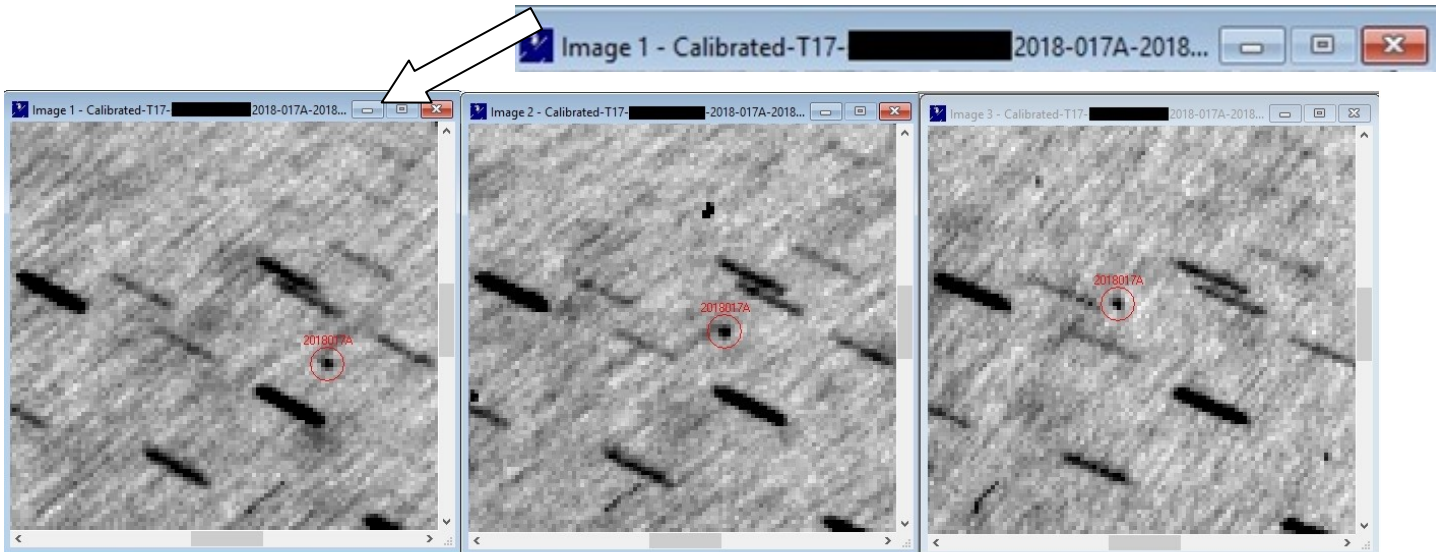 Image 1 - Calibrated-T17- 2018-017A-2018...
Image 1 - Calibrated-T17- 2018-017A-2018...
Image 2 - Calibrated-T17- -2018-017A-2018...
Image 3 - Calibrated-T17- 2018-017A-2018...
2018017A
2018017A
2018017A